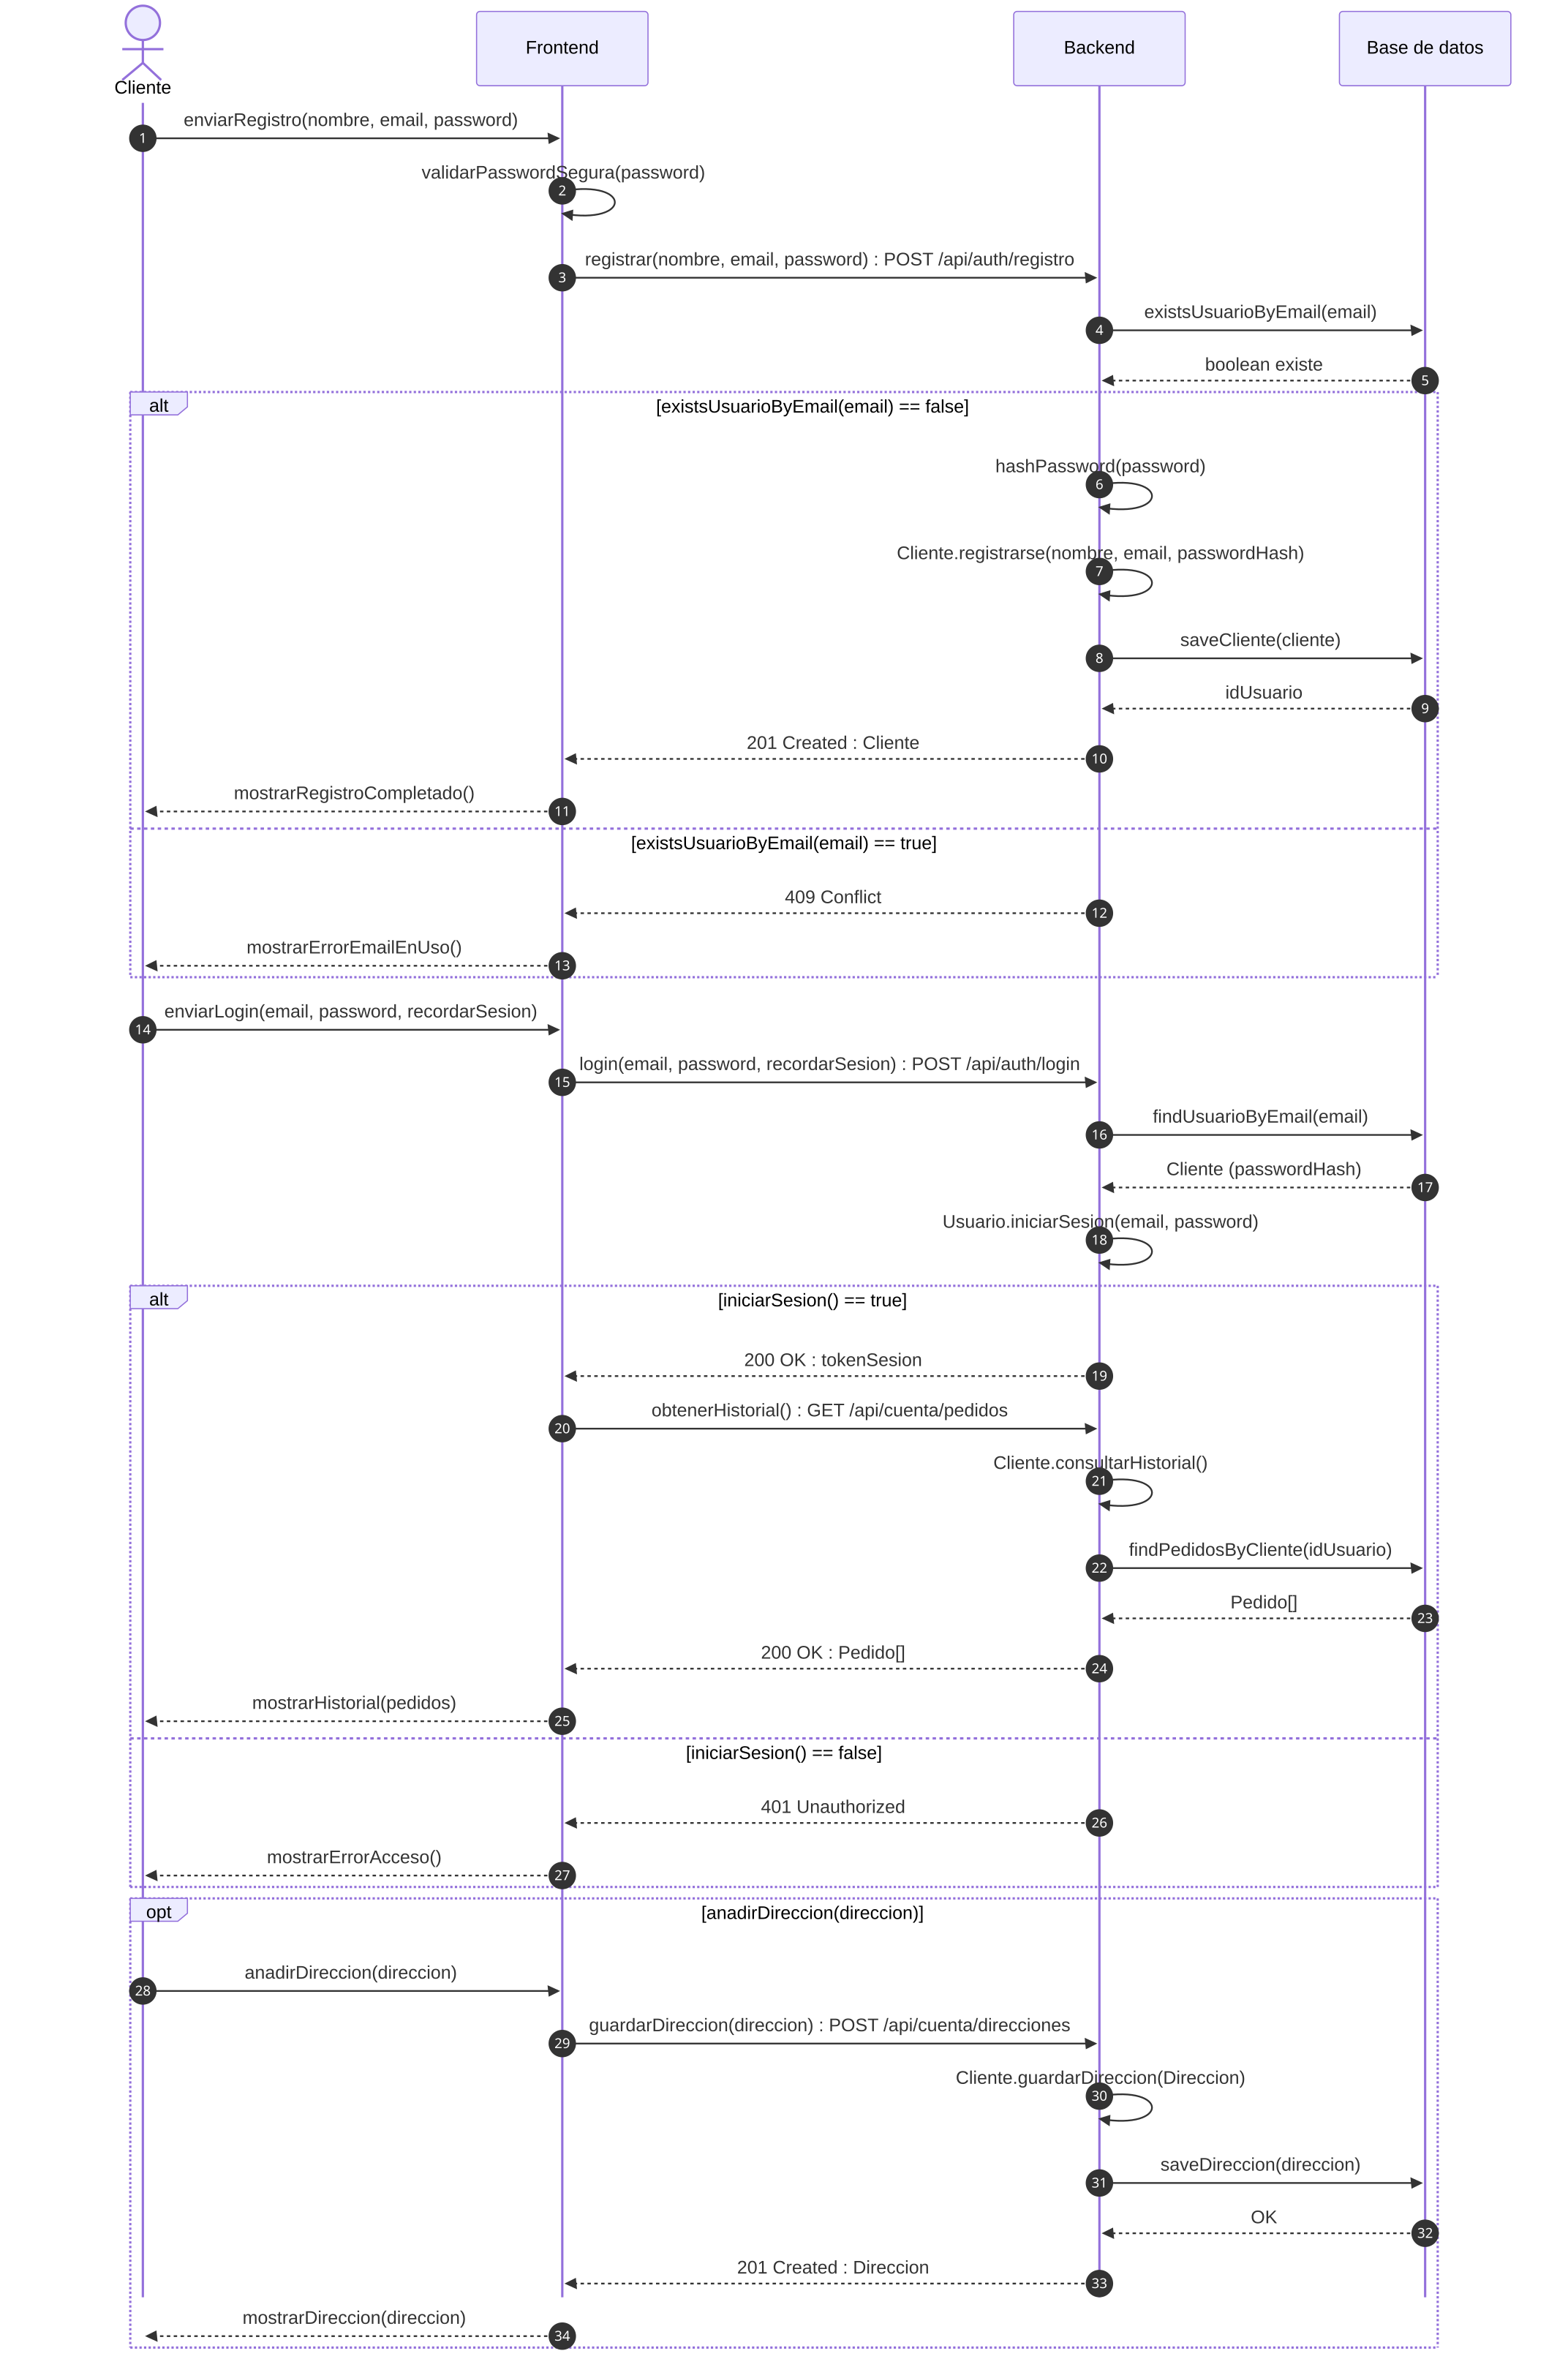 Cliente
Frontend
Backend
Base de datos
1
enviarRegistro(nombre, email, password)
validarPasswordSegura(password)
2
registrar(nombre, email, password) : POST /api/auth/registro
3
existsUsuarioByEmail(email)
4
boolean existe
5
alt
[existsUsuarioByEmail(email) == false]
hashPassword(password)
6
Cliente.registrarse(nombre, email, passwordHash)
7
saveCliente(cliente)
8
idUsuario
9
201 Created : Cliente
10
mostrarRegistroCompletado()
11
[existsUsuarioByEmail(email) == true]
409 Conflict
12
mostrarErrorEmailEnUso()
13
enviarLogin(email, password, recordarSesion)
14
login(email, password, recordarSesion) : POST /api/auth/login
15
findUsuarioByEmail(email)
16
Cliente (passwordHash)
17
Usuario.iniciarSesion(email, password)
18
alt
[iniciarSesion() == true]
200 OK : tokenSesion
19
obtenerHistorial() : GET /api/cuenta/pedidos
20
Cliente.consultarHistorial()
21
findPedidosByCliente(idUsuario)
22
Pedido[]
23
200 OK : Pedido[]
24
mostrarHistorial(pedidos)
25
[iniciarSesion() == false]
401 Unauthorized
26
mostrarErrorAcceso()
27
opt
[anadirDireccion(direccion)]
anadirDireccion(direccion)
28
guardarDireccion(direccion) : POST /api/cuenta/direcciones
29
Cliente.guardarDireccion(Direccion)
30
saveDireccion(direccion)
31
OK
32
201 Created : Direccion
33
mostrarDireccion(direccion)
34